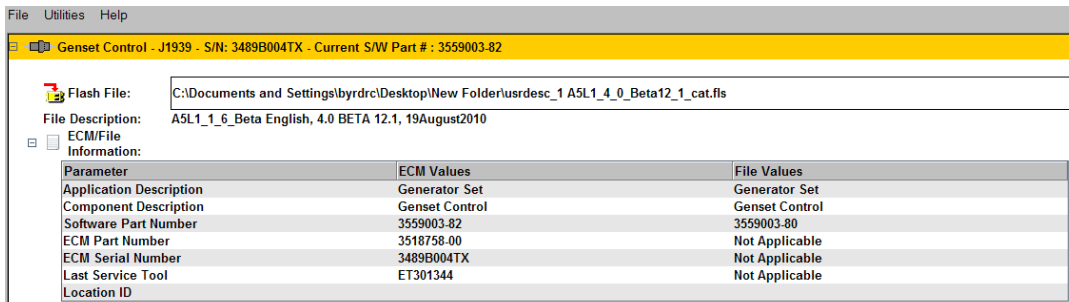 File Utilities Help
Genset Control - J1939 - S/N: 3489B004TX - Current S/W Part # : 3559003-82
Flash File: C:\Documents and Settings\byrdrc\Desktop\New Folder\usrdesc_1 A5L1_4_0_Beta12_1_cat.fls
File Description: A5L1_1_6_Beta English, 4.0 BETA 12.1, 19August2010
ECM/File
Information:
Parameter ECM Values File Values
Application Description Generator Set Generator Set
Component Description Genset Control Genset Control
Software Part Number 3559003-82 3559003-80
ECM Part Number 3518758-00 Not Applicable
ECM Serial Number 3489B004TX Not Applicable
Last Service Tool ET301344 Not Applicable
Location ID